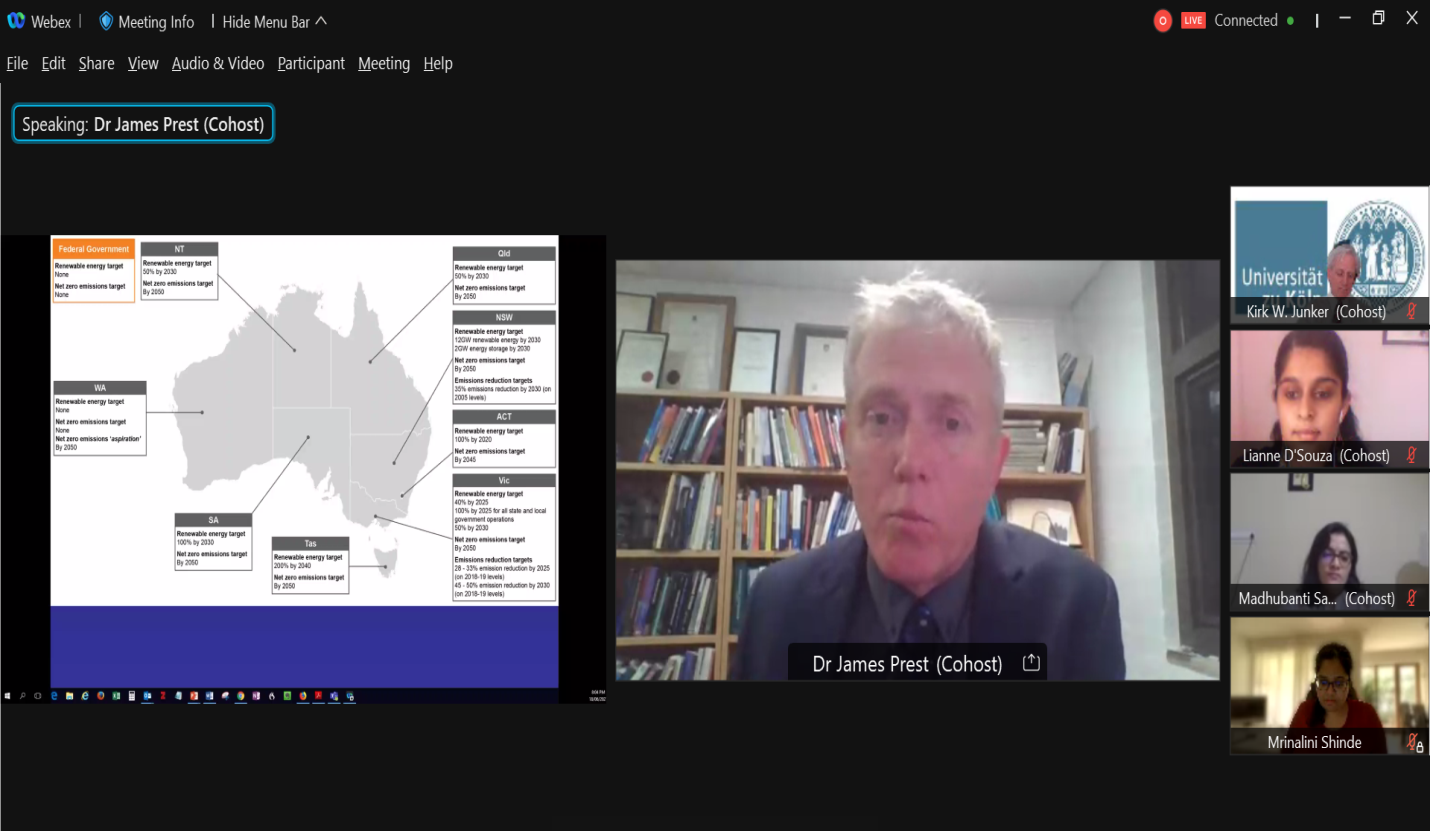 Webex
Meeting Info
Hide Menu Bar
LIVE
Connected
File Edit Share View Audio & Video Participant Meeting Help
Speaking: Dr James Prest (Cohost)
Federal Government
Renewable energy target
None
Net zero emissions target
None
NT
Renewable energy target
50% by 2030
Net zero emissions target
By 2050
Qld
Renewable energy target
50% by 2030
Net zero emissions target
By 2050
NSW
Renewable energy target
12GW renewable energy by 2030
2GW energy storage by 2030
Net zero emissions target
By 2050
Emissions reduction targets
35% emissions reduction by 2030 (on
2005 levels)
WA
Renewable energy target
None
Net zero emissions target
None
Net zero emissions 'aspiration'
By 2050
ACT
Renewable energy target
100% by 2020
Net zero emissions target
By 2045
Vic
Renewable energy target
40% by 2025
100% by 2025 for all state and local
government operations
50% by 2030
Net zero emissions target
By 2050
Emissions reduction targets
28 - 33% emission reduction by 2025
(on 2018-19 levels)
45 - 50% emission reduction by 2030
(on 2018-19 levels)
SA
Renewable energy target
100% by 2030
Net zero emissions target
By 2050
Tas
Renewable energy target
200% by 2040
Net zero emissions target
By 2050
Dr James Prest (Cohost)
Universität
zu Köln
Kirk W. Junker (Cohost)
Lianne D'Souza (Cohost)
Madhubanti Sa... (Cohost)
Mrinalini Shinde